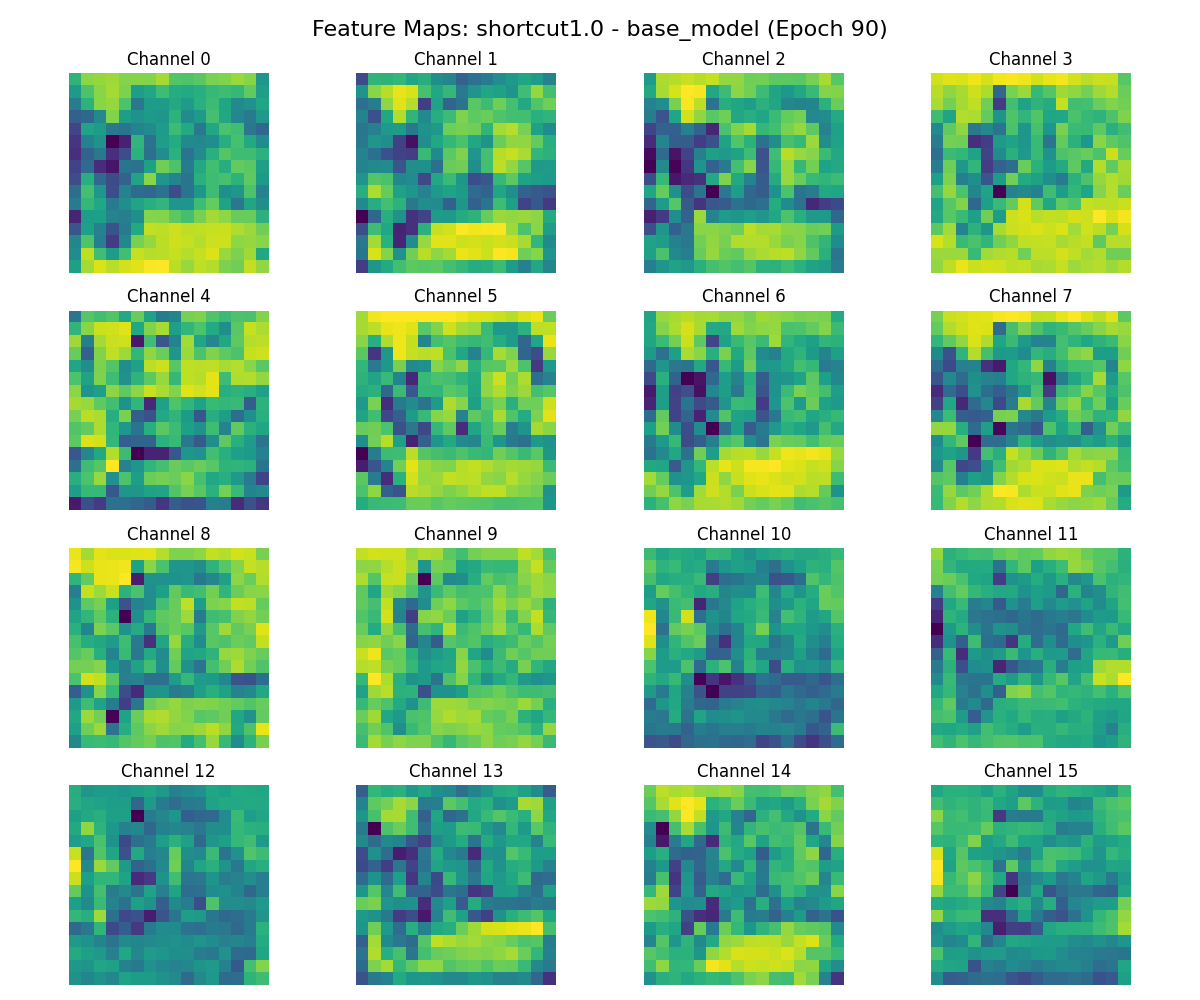 Feature Maps: shortcut1.0 - base_model (Epoch 90)
Channel 0
Channel 1
Channel 2
Channel 3
Channel 4
Channel 5
Channel 6
Channel 7
Channel 8
Channel 9
Channel 10
Channel 11
Channel 12
Channel 13
Channel 14
Channel 15